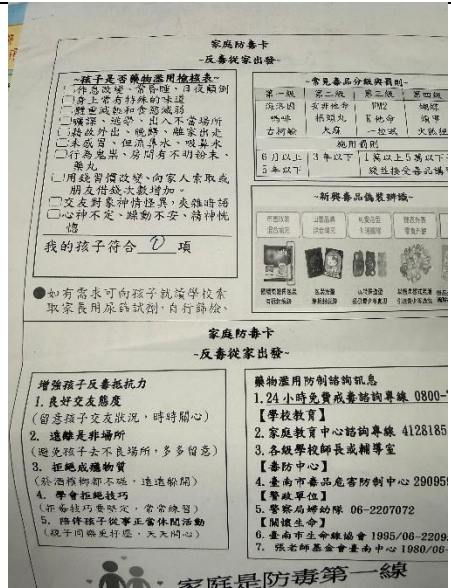 家庭防毒卡
~反毒從家出發~
~孩子是否藥物濫用檢核表~
□作息改變、常昏睡、日夜顛倒
□身上常有特殊的味道
□體重減輕和食慾減弱
□曠課、逃學、出入不當場所
□藉故外出、晚歸、離家出走
□未感冒，但流鼻水、吸鼻水
□行為鬼祟、房間有不明粉末、
藥丸
□用錢習慣改變、向家人索取或
朋友借錢次數增加。
□交友對象神情怪異，夾雜暗語
□心神不定、躁動不安、精神恍
惚
我的孩子符合 0 項
●如有需求可向孩子就讀學校索
取家長用尿篩試劑，自行篩檢、
~常見毒品分級與罰則~
第一級 第二級 第三級 第四級
海洛因 安非他命 FM2 蝴蝶
嗎啡 搖頭丸 K他命
古柯鹼 大麻 一粒眠
施用罰則
6月以上 3年以下 1萬以上5萬以下
5年以下
~新興毒品偽裝辨識~
家庭防毒卡
~反毒從家出發~
增強孩子反毒抵抗力
1. 良好交友態度
(留意孩子交友狀況，時時關心)
2. 遠離是非場所
(避免孩子去不良場所，多多留意)
3. 拒絕成癮物質
(菸酒檳榔都不碰，遠遠躲開)
4. 學會拒絕技巧
(拒毒技巧要堅定，常常練習)
5. 陪伴孩子從事正當休閒活動
(親子同樂更紓壓，天天開心)
藥物濫用防制諮詢訊息
1.24小時免費戒毒諮詢專線 0800-
【學校教育】
2. 家庭教育中心諮詢專線 4128185
3. 各級學校師長或輔導室
【毒防中心】
4. 臺南市毒品危害防制中心 290959
【警政單位】
5. 警察局婦幼隊 06-2207072
【關懷生命】
6. 臺南市生命線協會 1995/06-2209
7. 張老師基金會臺南中心 1980/06-
家庭是防毒第一線